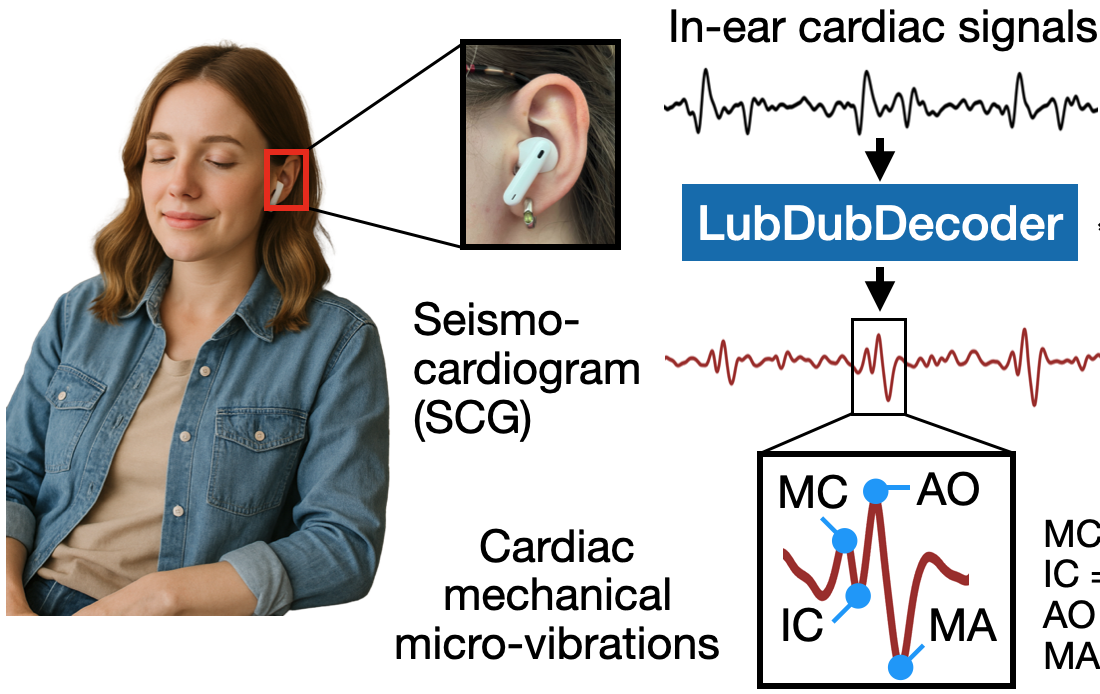 In-ear cardiac signals
LubDubDecoder
Seismo-
cardiogram
(SCG)
Cardiac
mechanical
micro-vibrations
MC
AO
IC
MA
MC
IC =
AO
MA